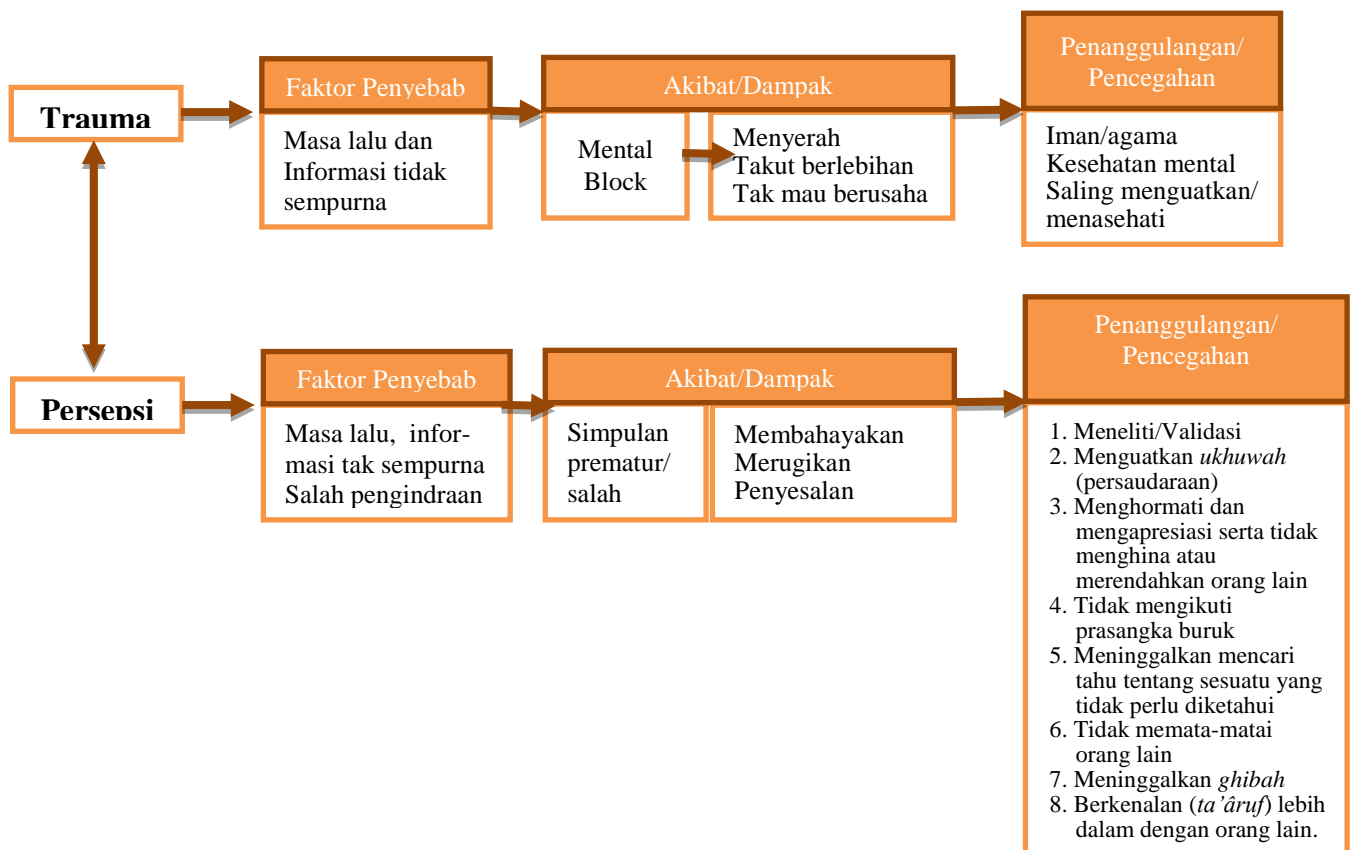 Trauma
Faktor Penyebab
Masa lalu dan
Informasi tidak
sempurna
Akibat/Dampak
Mental
Block
Menyerah
Takut berlebihan
Tak mau berusaha
Penanggulangan/
Pencegahan
Iman/agama
Kesehatan mental
Saling menguatkan/
menasehati
Persepsi
Faktor Penyebab
Masa lalu, infor-
masi tak sempurna
Salah pengindraan
Akibat/Dampak
Simpulan
prematur/
salah
Membahayakan
Merugikan
Penyesalan
Penanggulangan/
Pencegahan
1. Meneliti/Validasi
2. Menguatkan ukhuwah
(persaudaraan)
3. Menghormati dan
mengapresiasi serta tidak
menghina atau
merendahkan orang lain
4. Tidak mengikuti
prasangka buruk
5. Meninggalkan mencari
tahu tentang sesuatu yang
tidak perlu diketahui
6. Tidak memata-matai
orang lain
7. Meninggalkan ghibah
8. Berkenalan (ta’âruf) lebih
dalam dengan orang lain.